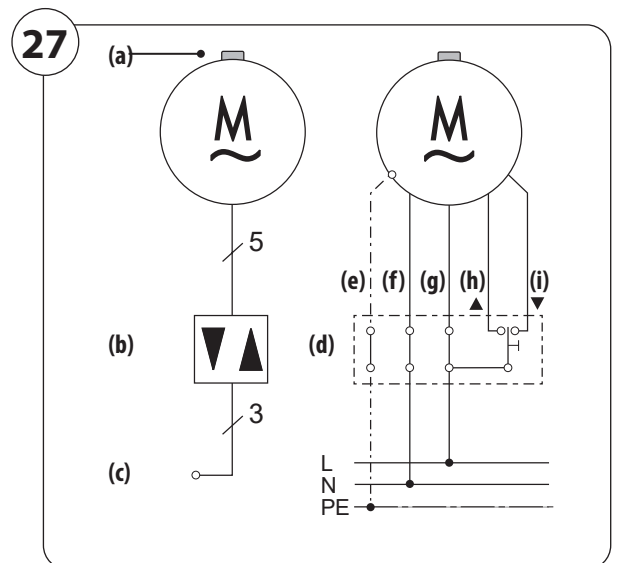 27
(a)
M M
5
(e) (f) (g) (h) (i)
▲ ▼
(b) ▼▲ (d)
3
L
(c)
N
PE